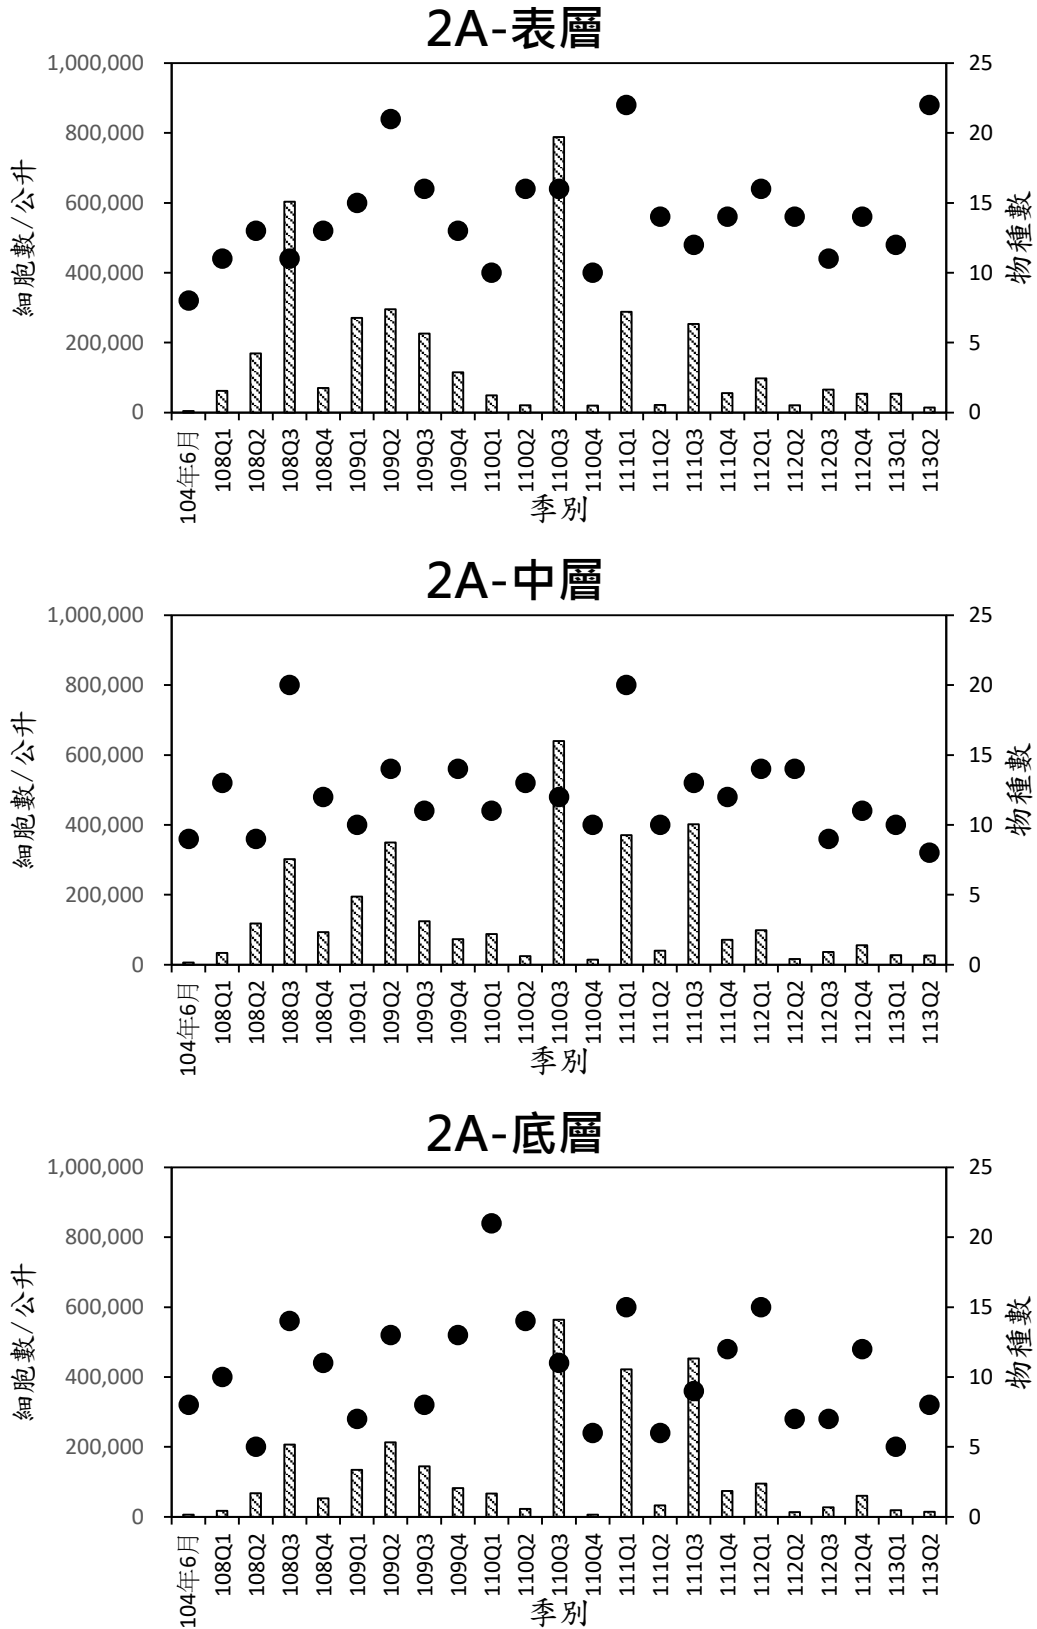 2A-表層
細胞數/公升
1,000,000
800,000
600,000
400,000
200,000
0
25
20
15
10
5
0
物種數
104年6月
108Q1
108Q2
108Q3
108Q4
109Q1
109Q2
109Q3
109Q4
110Q1
110Q2
110Q3
110Q4
111Q1
111Q2
111Q3
111Q4
112Q1
112Q2
112Q3
112Q4
113Q1
113Q2
季別
2A-中層
細胞數/公升
1,000,000
800,000
600,000
400,000
200,000
0
25
20
15
10
5
0
物種數
104年6月
108Q1
108Q2
108Q3
108Q4
109Q1
109Q2
109Q3
109Q4
110Q1
110Q2
110Q3
110Q4
111Q1
111Q2
111Q3
111Q4
112Q1
112Q2
112Q3
112Q4
113Q1
113Q2
季別
2A-底層
細胞數/公升
1,000,000
800,000
600,000
400,000
200,000
0
25
20
15
10
5
0
物種數
104年6月
108Q1
108Q2
108Q3
108Q4
109Q1
109Q2
109Q3
109Q4
110Q1
110Q2
110Q3
110Q4
111Q1
111Q2
111Q3
111Q4
112Q1
112Q2
112Q3
112Q4
113Q1
113Q2
季別